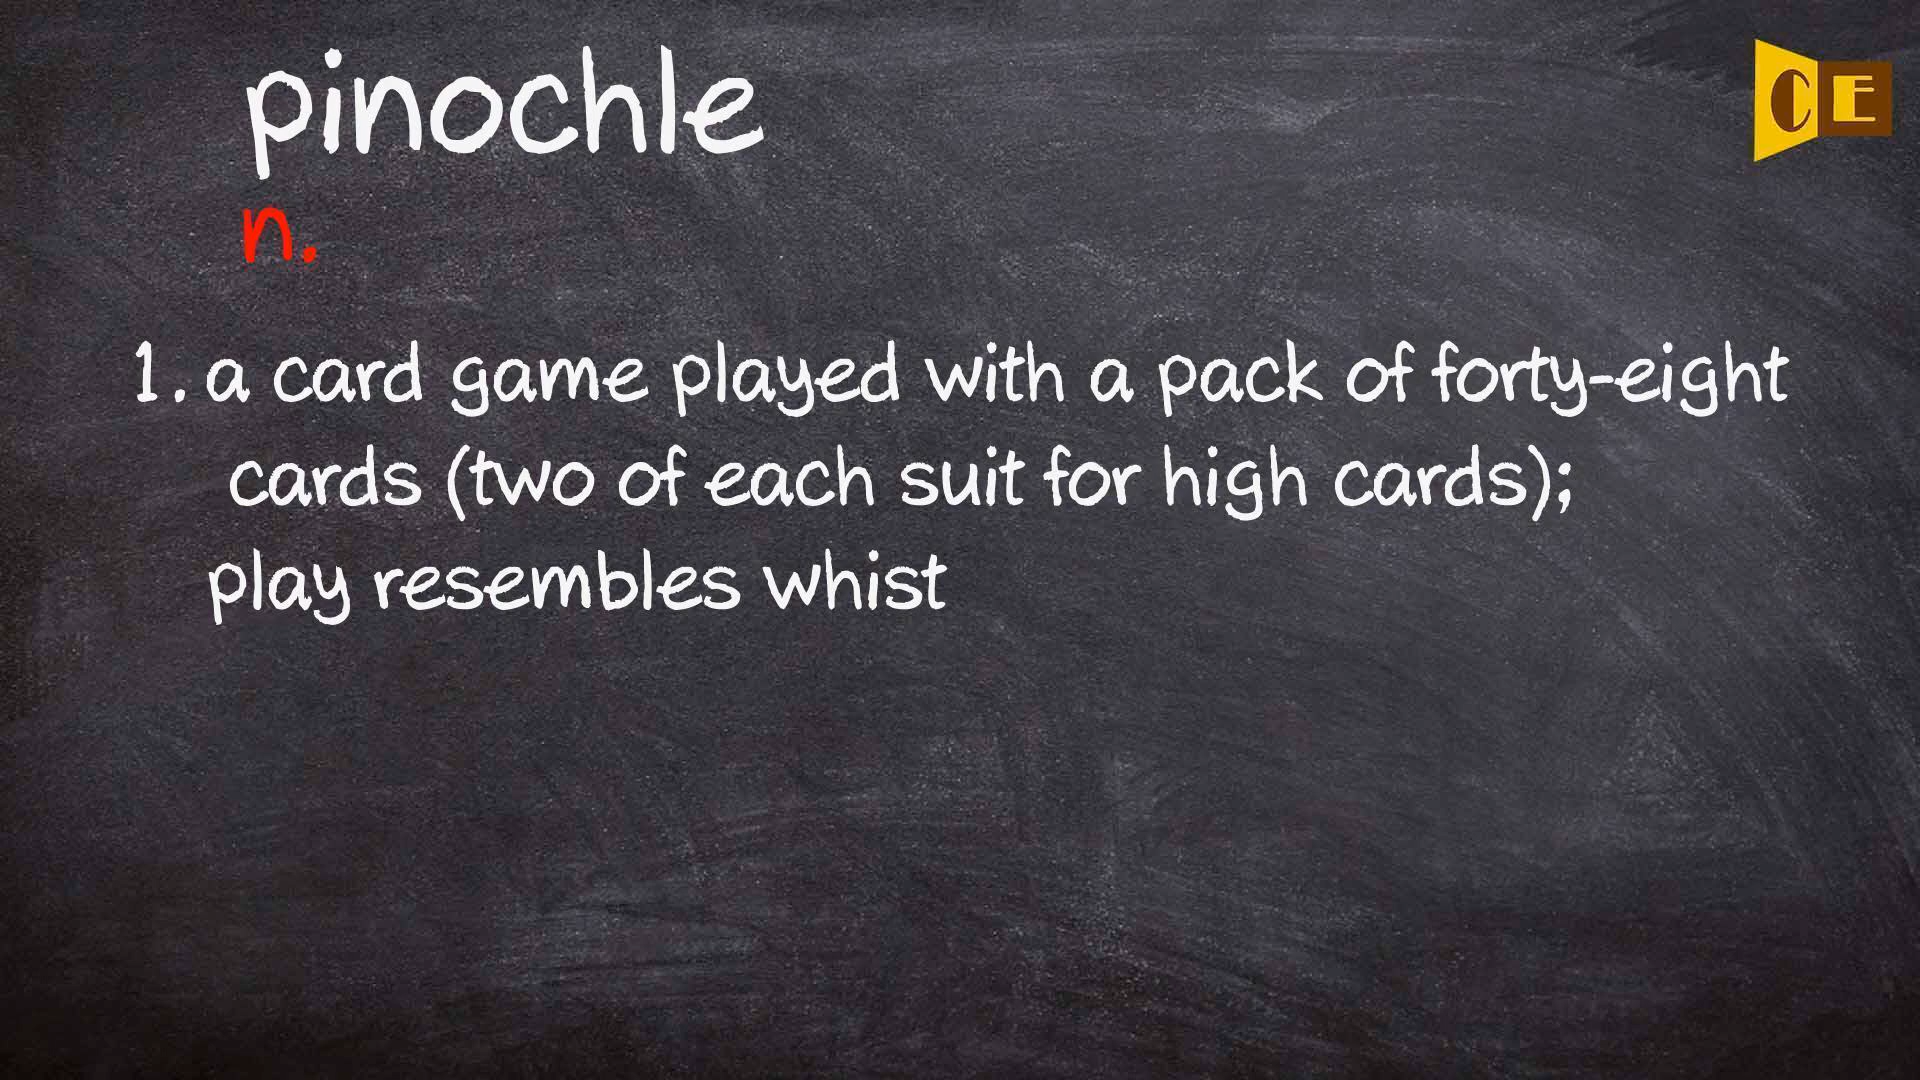 pinochle
CE
n.
1. a card game played with a pack of forty-eight
cards (two of each suit for high cards);
play resembles whist